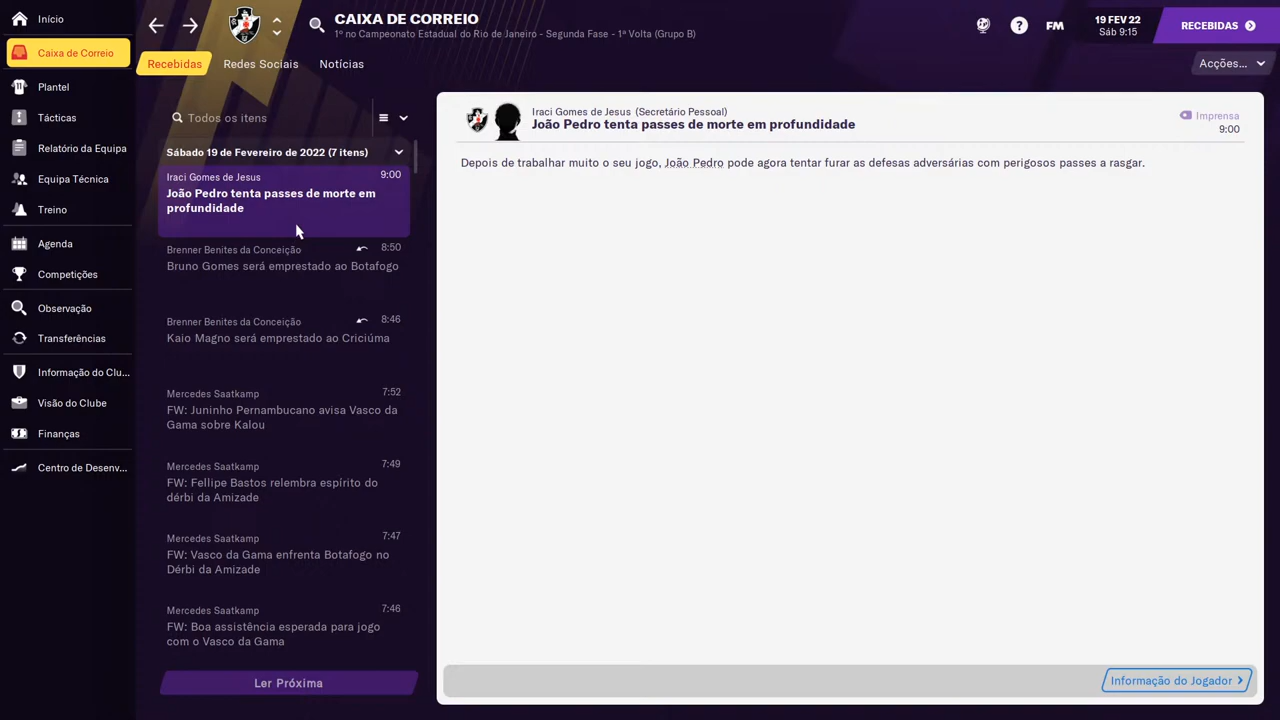 Início
Caixa de Correio
Plantel
Tácticas
Relatório da Equipa
Equipa Técnica
Treino
Agenda
Competições
Observação
Transferências
Informação do Clu...
Visão do Clube
Finanças
Centro de Desenv...
CAIXA DE CORREIO
1º no Campeonato Estadual do Rio de Janeiro - Segunda Fase - 1ª Volta (Grupo B)
?
FM
19 FEV 22
Sáb 9:15
RECEBIDAS
Recebidas
Redes Sociais
Notícias
Acções...
Todos os itens
Sábado 19 de Fevereiro de 2022 (7 itens)
Iraci Gomes de Jesus 9:00
João Pedro tenta passes de morte em
profundidade
Brenner Benites da Conceição 8:50
Bruno Gomes será emprestado ao Botafogo
Brenner Benites da Conceição 8:46
Kaio Magno será emprestado ao Criciúma
Mercedes Saatkamp 7:52
FW: Juninho Pernambucano avisa Vasco da
Gama sobre Kalou
Mercedes Saatkamp 7:49
FW: Fellipe Bastos relembra espírito do
dérbi da Amizade
Mercedes Saatkamp 7:47
FW: Vasco da Gama enfrenta Botafogo no
Dérbi da Amizade
Mercedes Saatkamp 7:46
FW: Boa assistência esperada para jogo
com o Vasco da Gama
Ler Próxima
Iraci Gomes de Jesus (Secretário Pessoal)
João Pedro tenta passes de morte em profundidade
Imprensa
9:00
Depois de trabalhar muito o seu jogo, João Pedro pode agora tentar furar as defesas adversárias com perigosos passes a rasgar.
Informação do Jogador